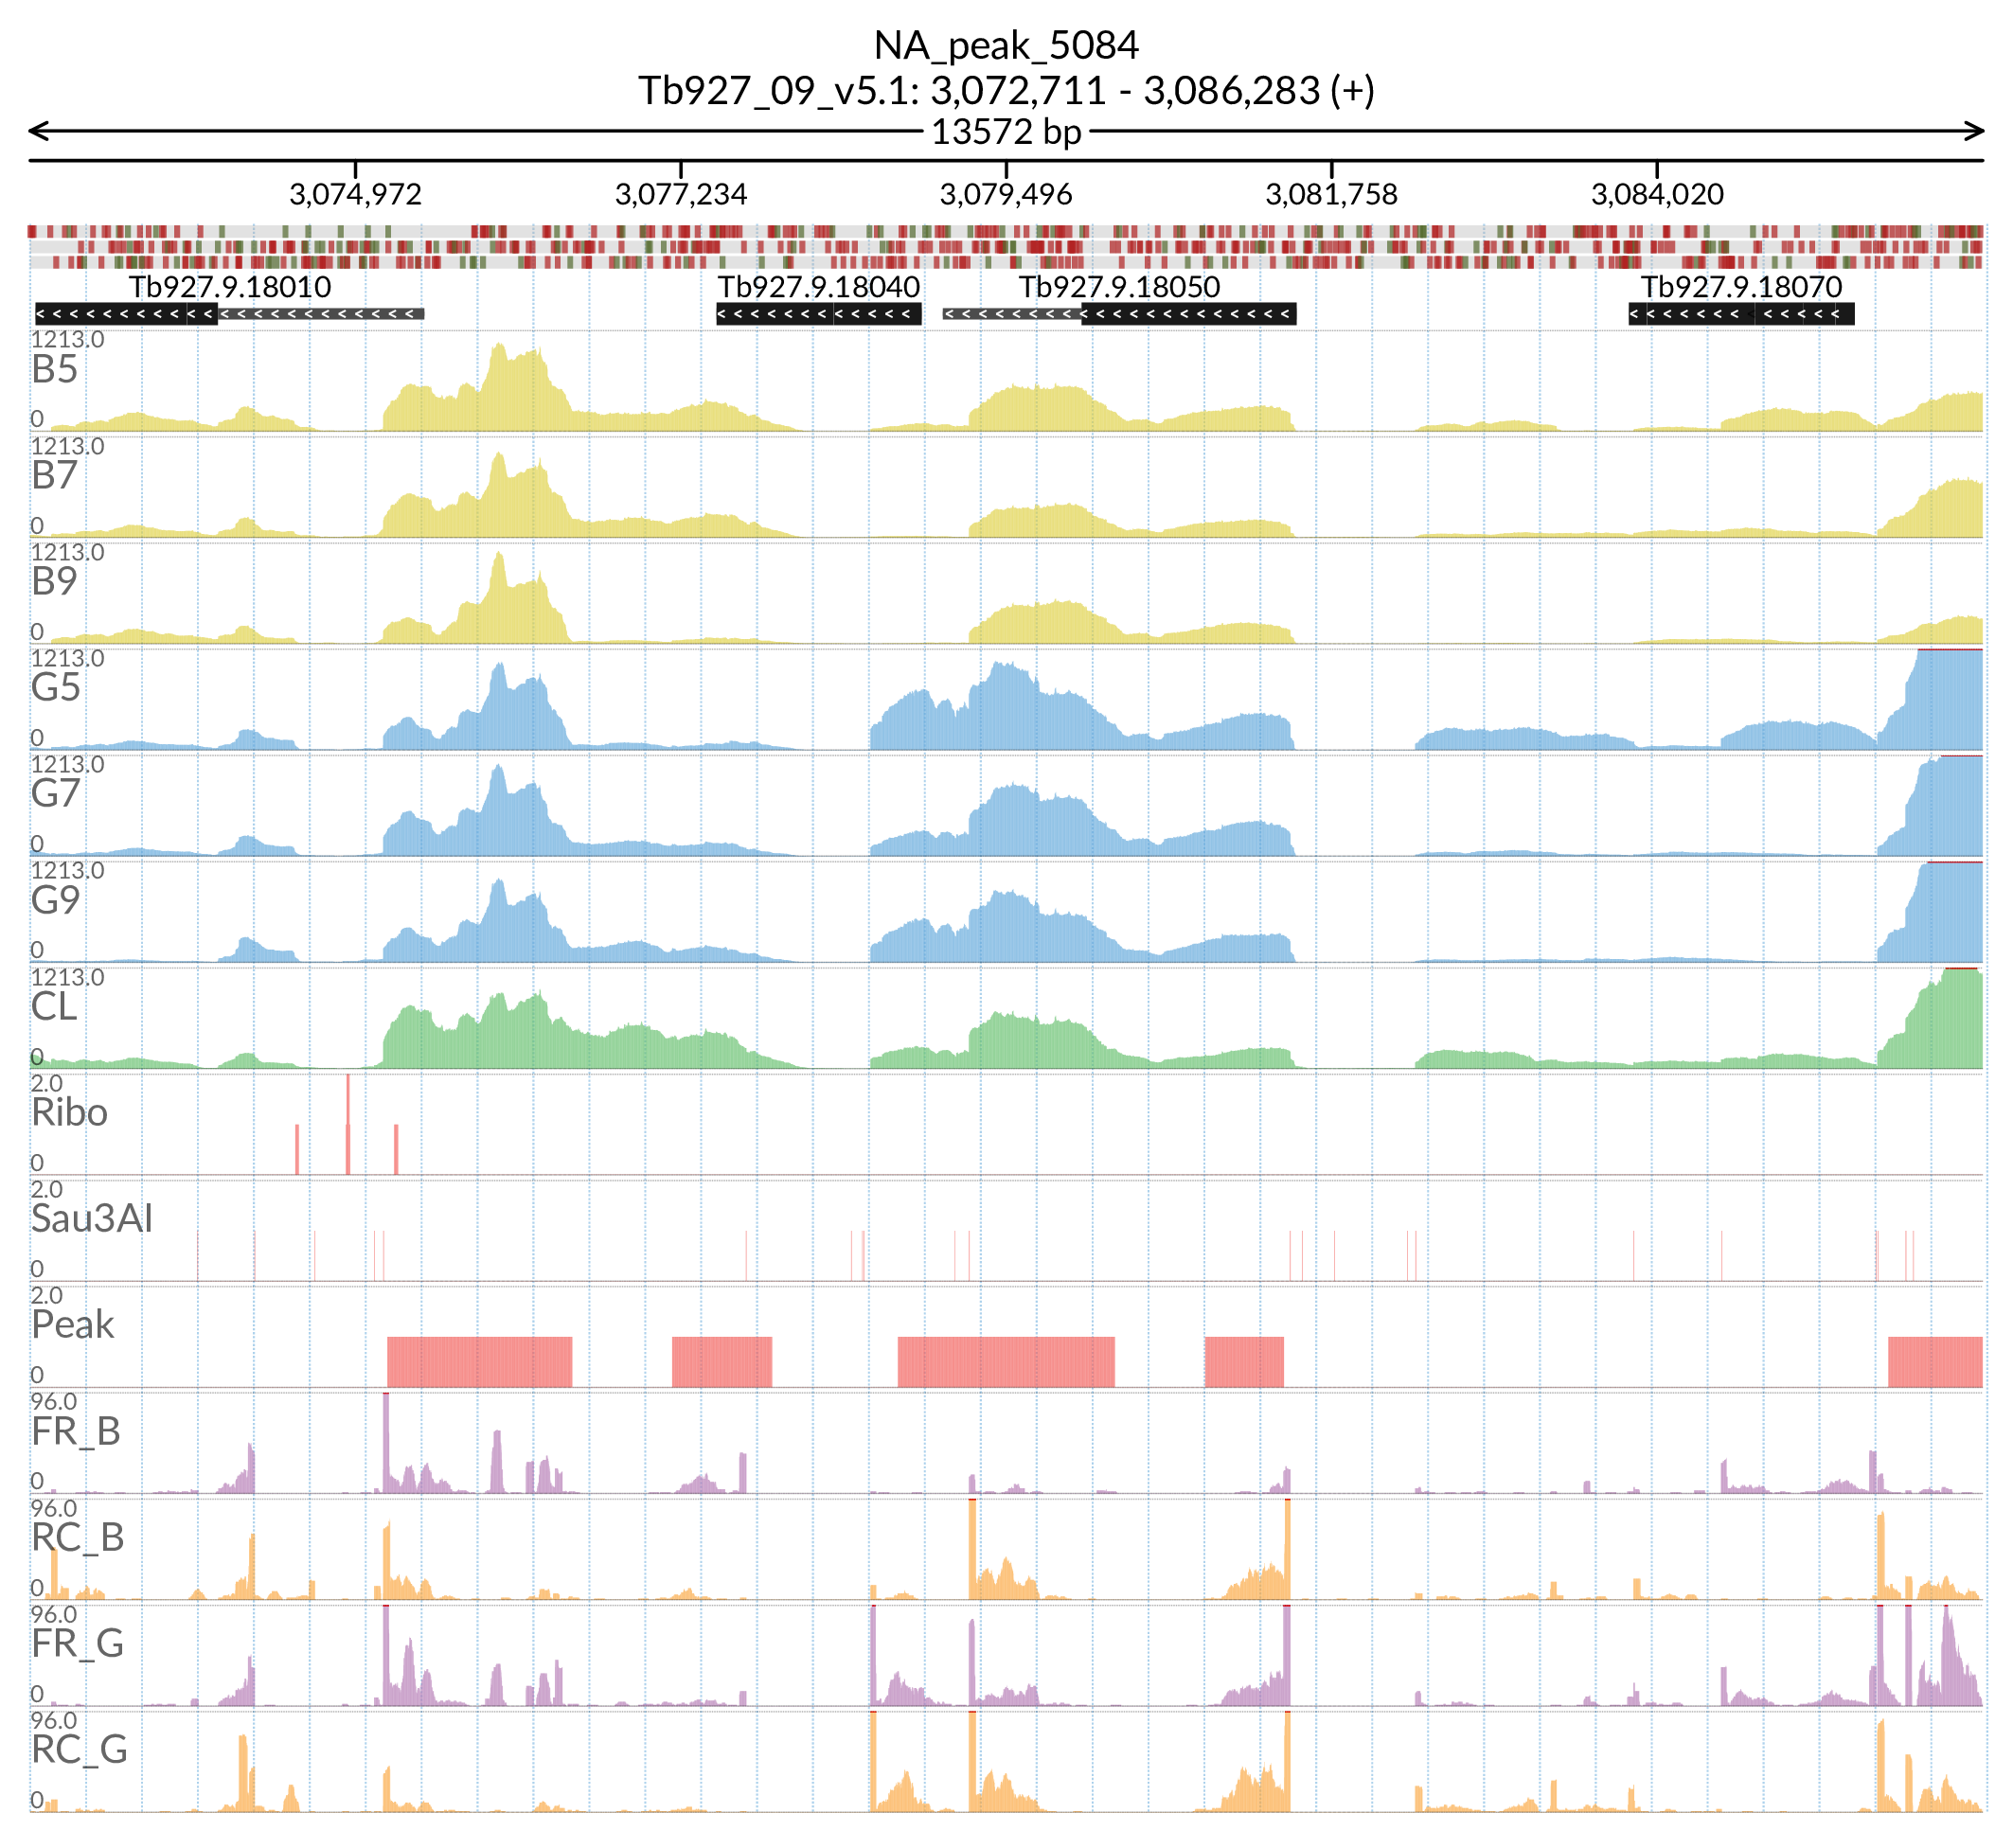 NA_peak_5084
Tb927_09_v5.1: 3,072,711 - 3,086,283 (+)
13572 bp
3,074,972 3,077,234 3,079,496 3,081,758 3,084,020
Tb927.9.18010 Tb927.9.18040 Tb927.9.18050 Tb927.9.18070
1213.0
B5
0
1213.0
B7
0
1213.0
B9
0
1213.0
G5
0
1213.0
G7
0
1213.0
G9
0
1213.0
CL
0
2.0
Ribo
0
2.0
Sau3AI
0
2.0
Peak
0
96.0
FR_B
0
96.0
RC_B
0
96.0
FR_G
0
96.0
RC_G
0